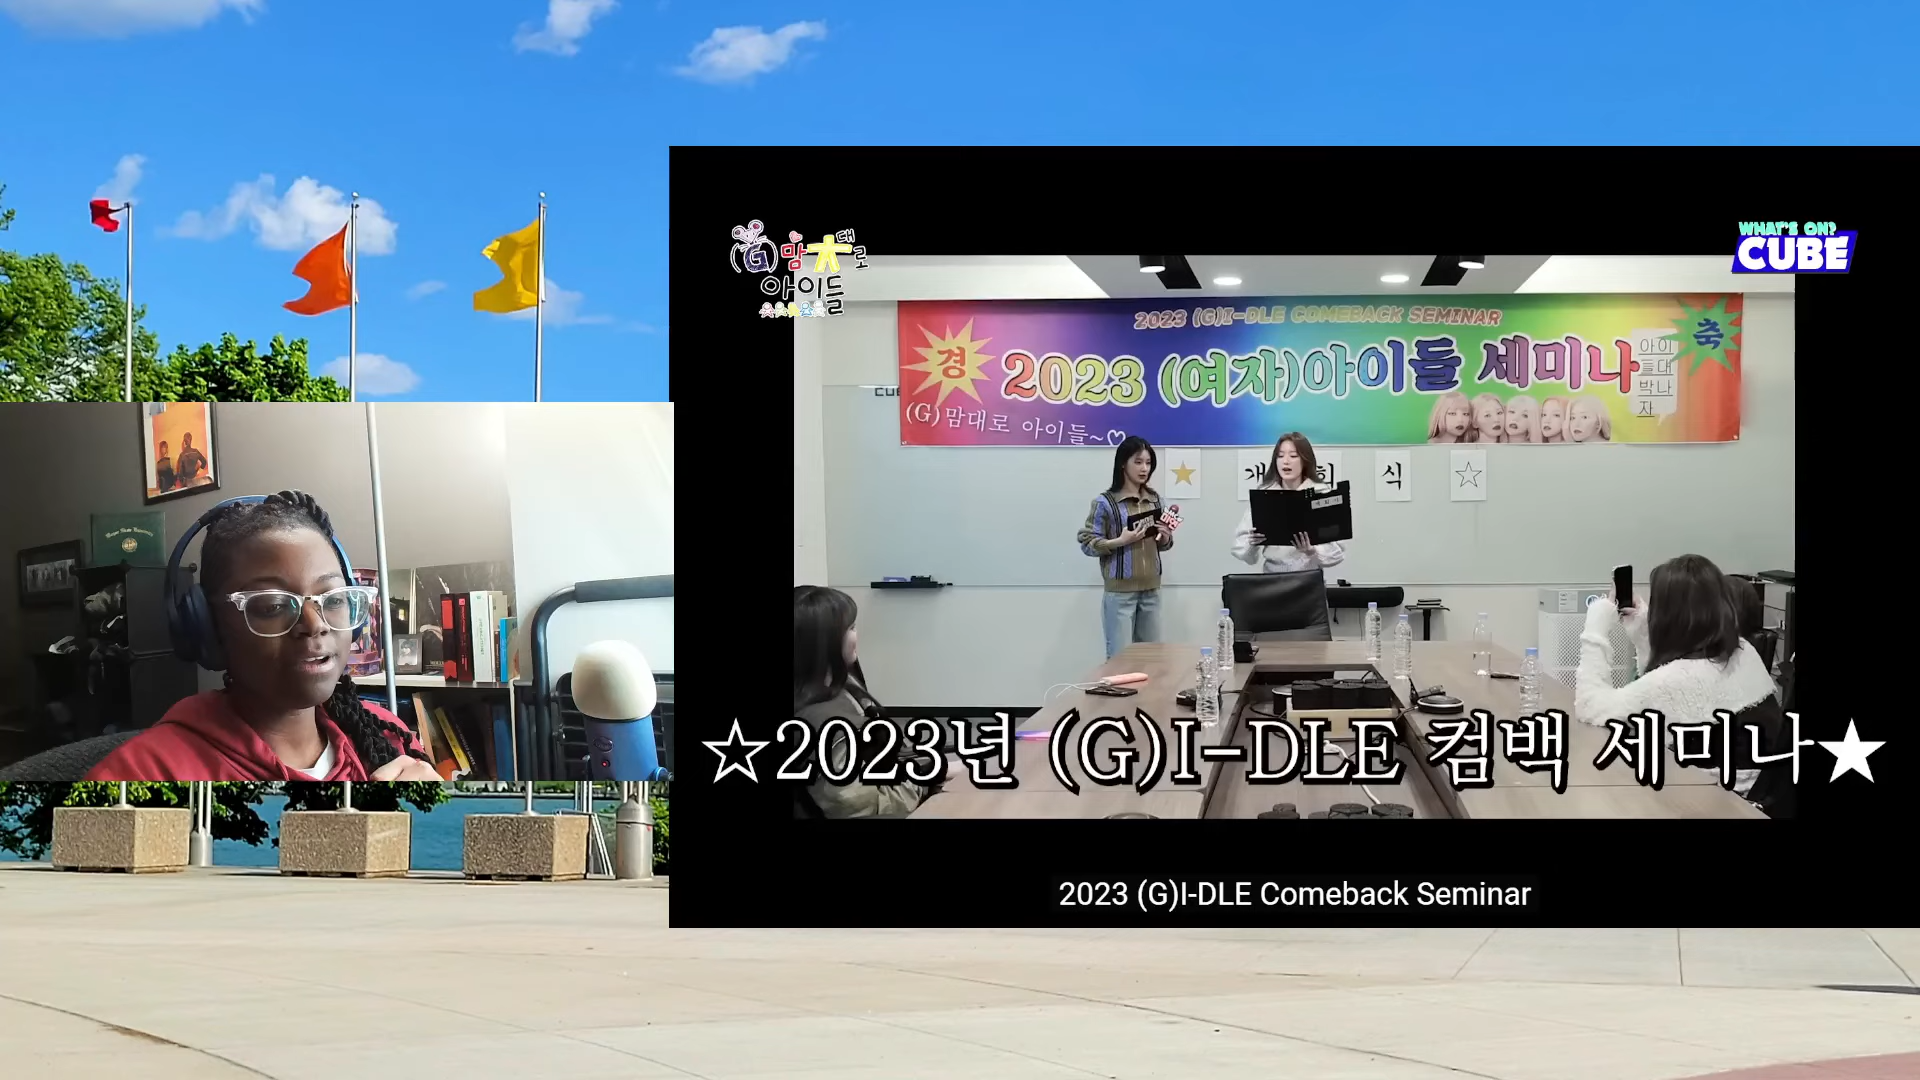 (G)맘대로
아이들
WHAT'S ON?
CUBE
2023 (G)I-DLE COMEBACK SEMINAR
경
2023 (여자)아이들 세미나
축
아이
들대
박나
자
(G)맘대로 아이들~♡
☆ 개 회 식 ☆
☆2023년 (G)I-DLE 컴백 세미나★
2023 (G)I-DLE Comeback Seminar